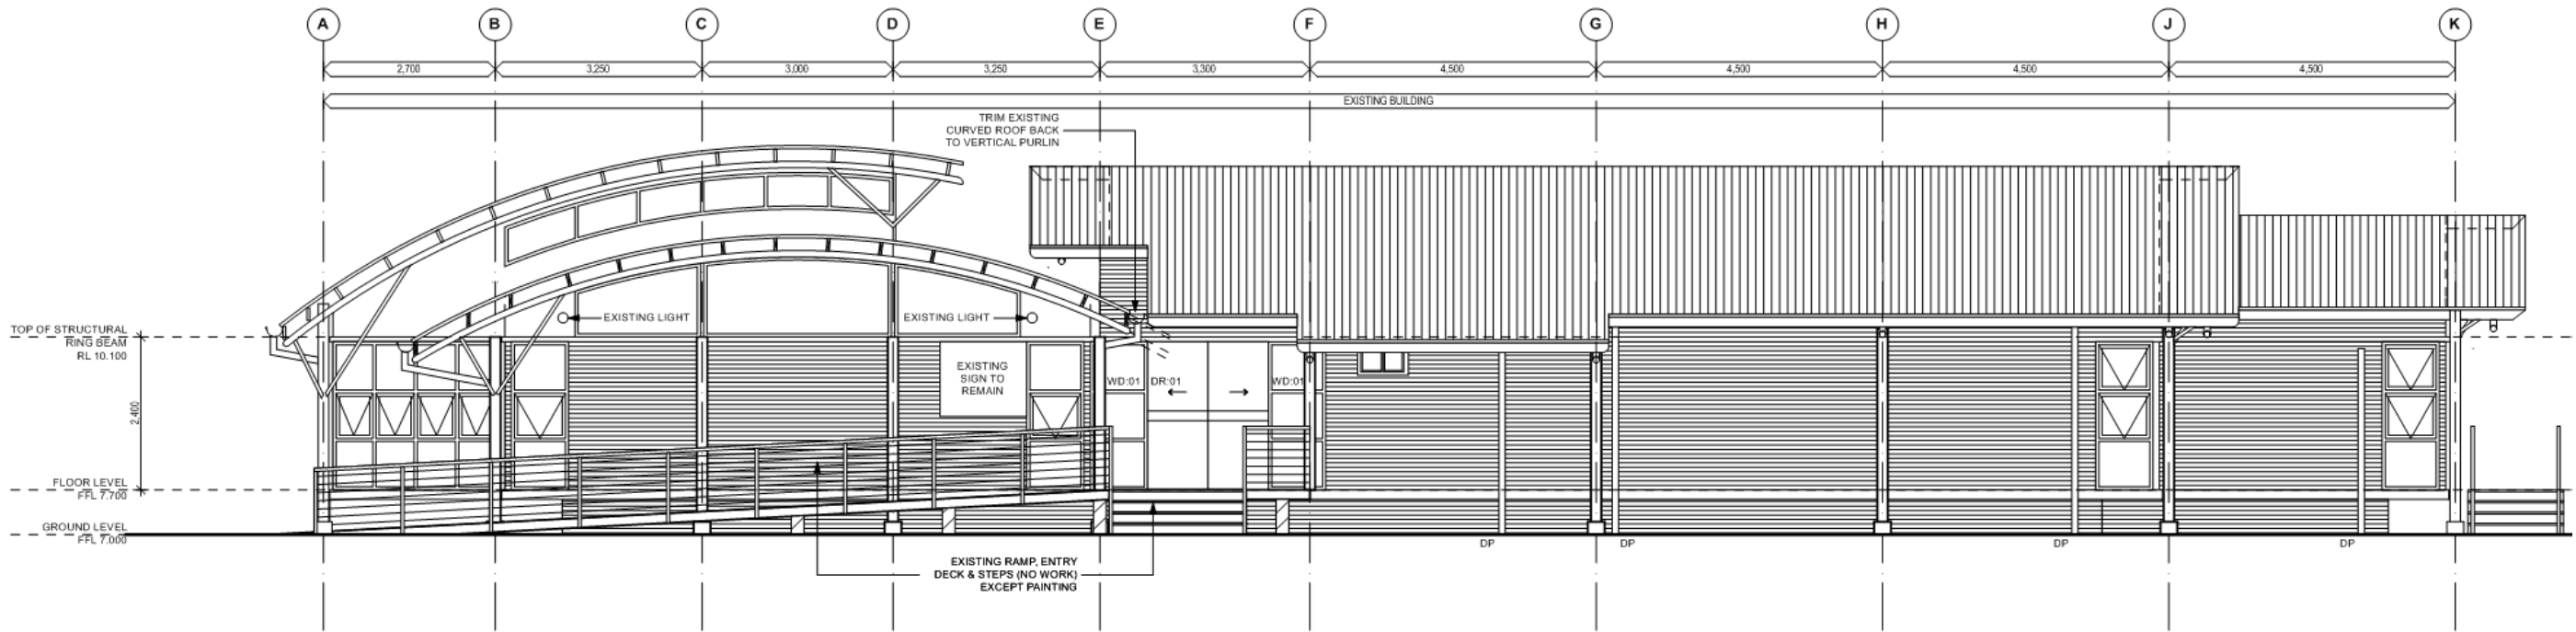 A B C D E F G H J K
2,700 3,250 3,000 3,250 3,300 4,500 4,500 4,500 4,500
EXISTING BUILDING
TRIM EXISTING
CURVED ROOF BACK
TO VERTICAL PURLIN
EXISTING LIGHT EXISTING LIGHT
TOP OF STRUCTURAL
RING BEAM
RL 10.100
EXISTING
SIGN TO
REMAIN
WD:01 DR:01 WD:01
2,400
FLOOR LEVEL
FFL 7.700
GROUND LEVEL
FFL 7.000
DP DP DP DP
EXISTING RAMP, ENTRY
DECK & STEPS (NO WORK)
EXCEPT PAINTING